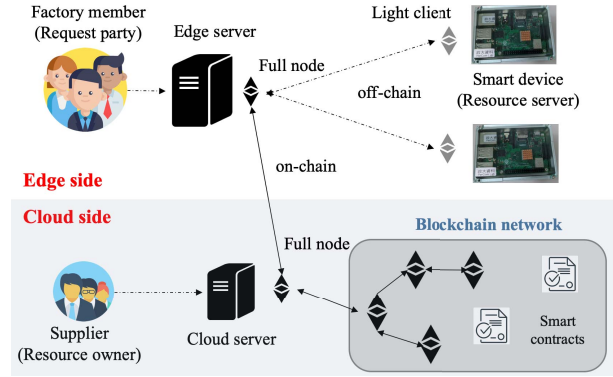 Factory member
(Request party)
Edge server
Full node
Light client
Smart device
(Resource server)
off-chain
on-chain
Edge side
Cloud side
Blockchain network
Full node
Supplier
(Resource owner)
Cloud server
Smart
contracts